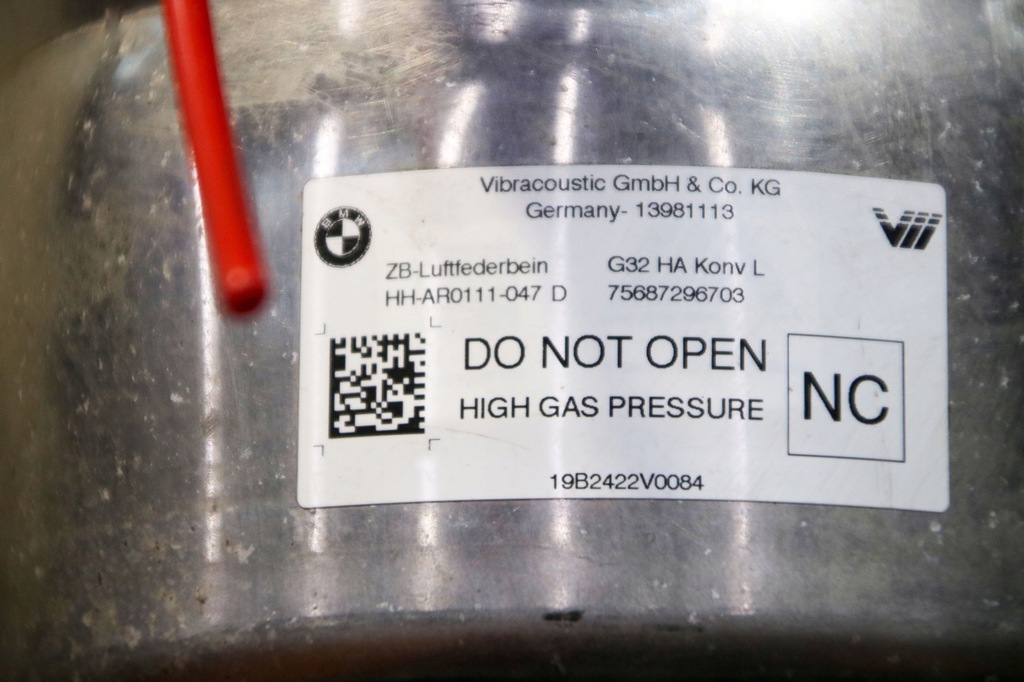 Vibracoustic GmbH & Co. KG
Germany- 13981113
BMW
ZB-Luftfederbein G32 HA Konv L
HH-AR0111-047 D 75687296703
DO NOT OPEN
HIGH GAS PRESSURE
NC
19B2422V0084